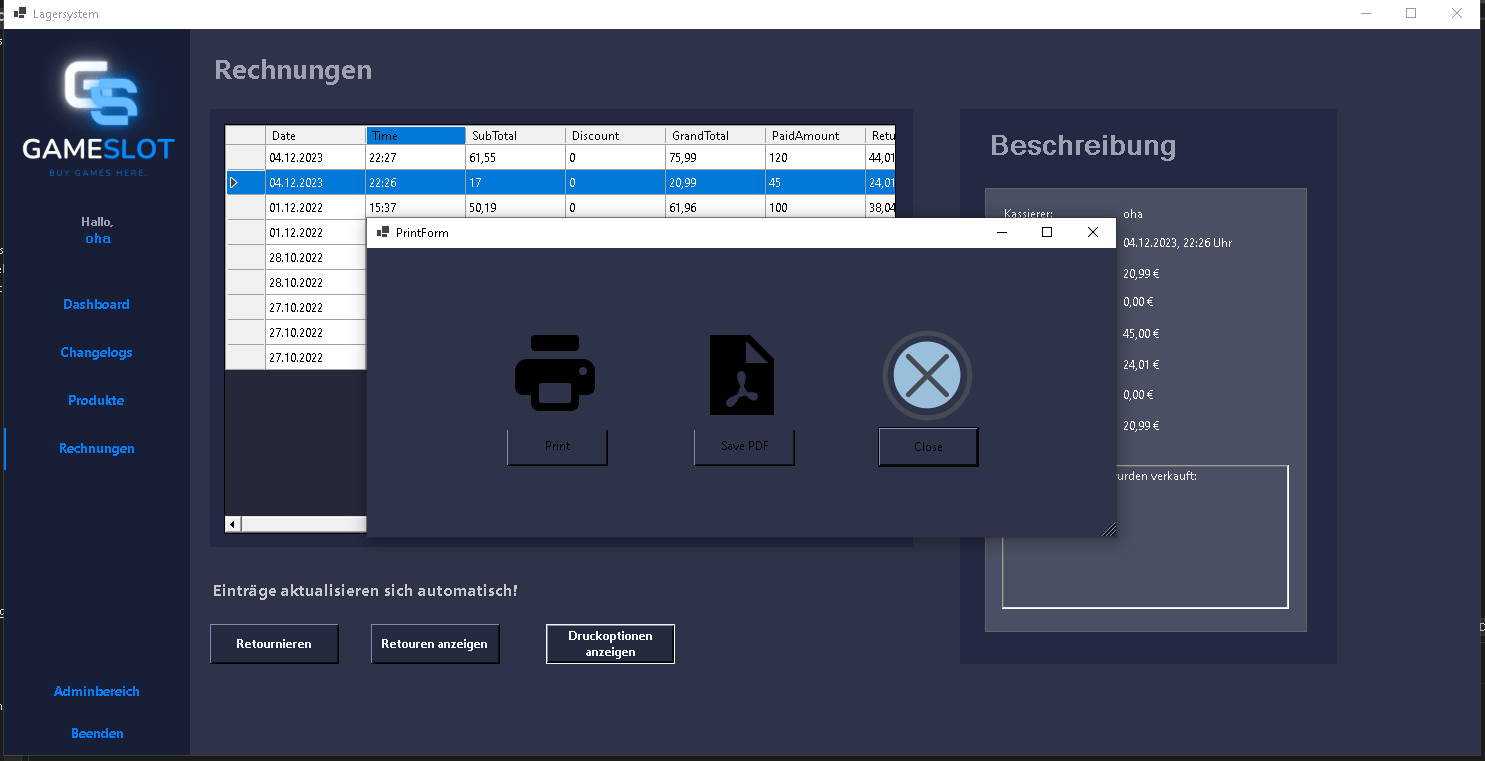 Lagersystem
GAMESLOT
BUY GAMES HERE.
Hallo,
oha
Dashboard
Changelogs
Produkte
Rechnungen
Adminbereich
Beenden
Rechnungen
Date Time SubTotal Discount GrandTotal PaidAmount Retu
04.12.2023 22:27 61,55 0 75,99 120 44,01
04.12.2023 22:26 17 0 20,99 45 24,01
01.12.2022 15:37 50,19 0 61,96 100 38,04
01.12.2022
28.10.2022
28.10.2022
27.10.2022
27.10.2022
27.10.2022
PrintForm
Print Save PDF Close
Einträge aktualisieren sich automatisch!
Retournieren
Retouren anzeigen
Druckoptionen
anzeigen
Beschreibung
Kassierer: oha
04.12.2023, 22:26 Uhr
20,99 €
0,00 €
45,00 €
24,01 €
0,00 €
20,99 €
urden verkauft: